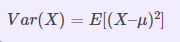 Var(X) = E[(X–μ)²]